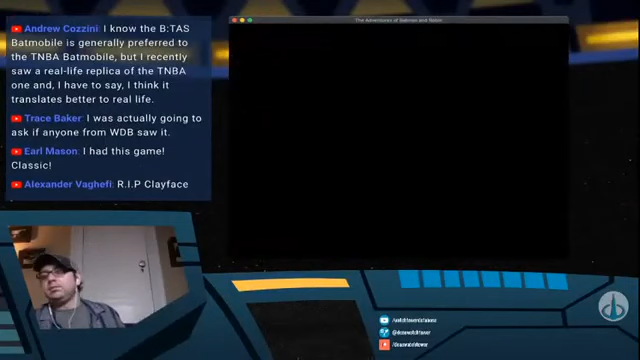 The Adventures of Batman and Robin
Andrew Cozzini: I know the B:TAS
Batmobile is generally preferred to
the TNBA Batmobile, but I recently
saw a real-life replica of the TNBA
one and, I have to say, I think it
translates better to real life.
Trace Baker: I was actually going to
ask if anyone from WDB saw it.
Earl Mason: I had this game!
Classic!
Alexander Vaghefi: R.I.P Clayface